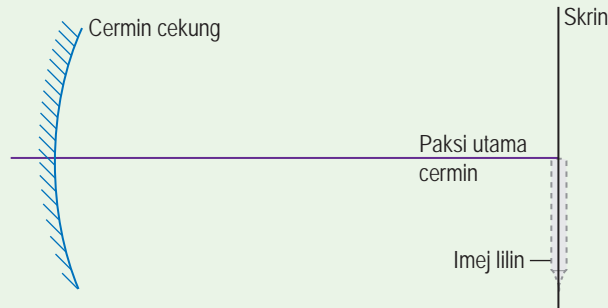 Cermin cekung
Skrin
Paksi utama
cermin
Imej lilin